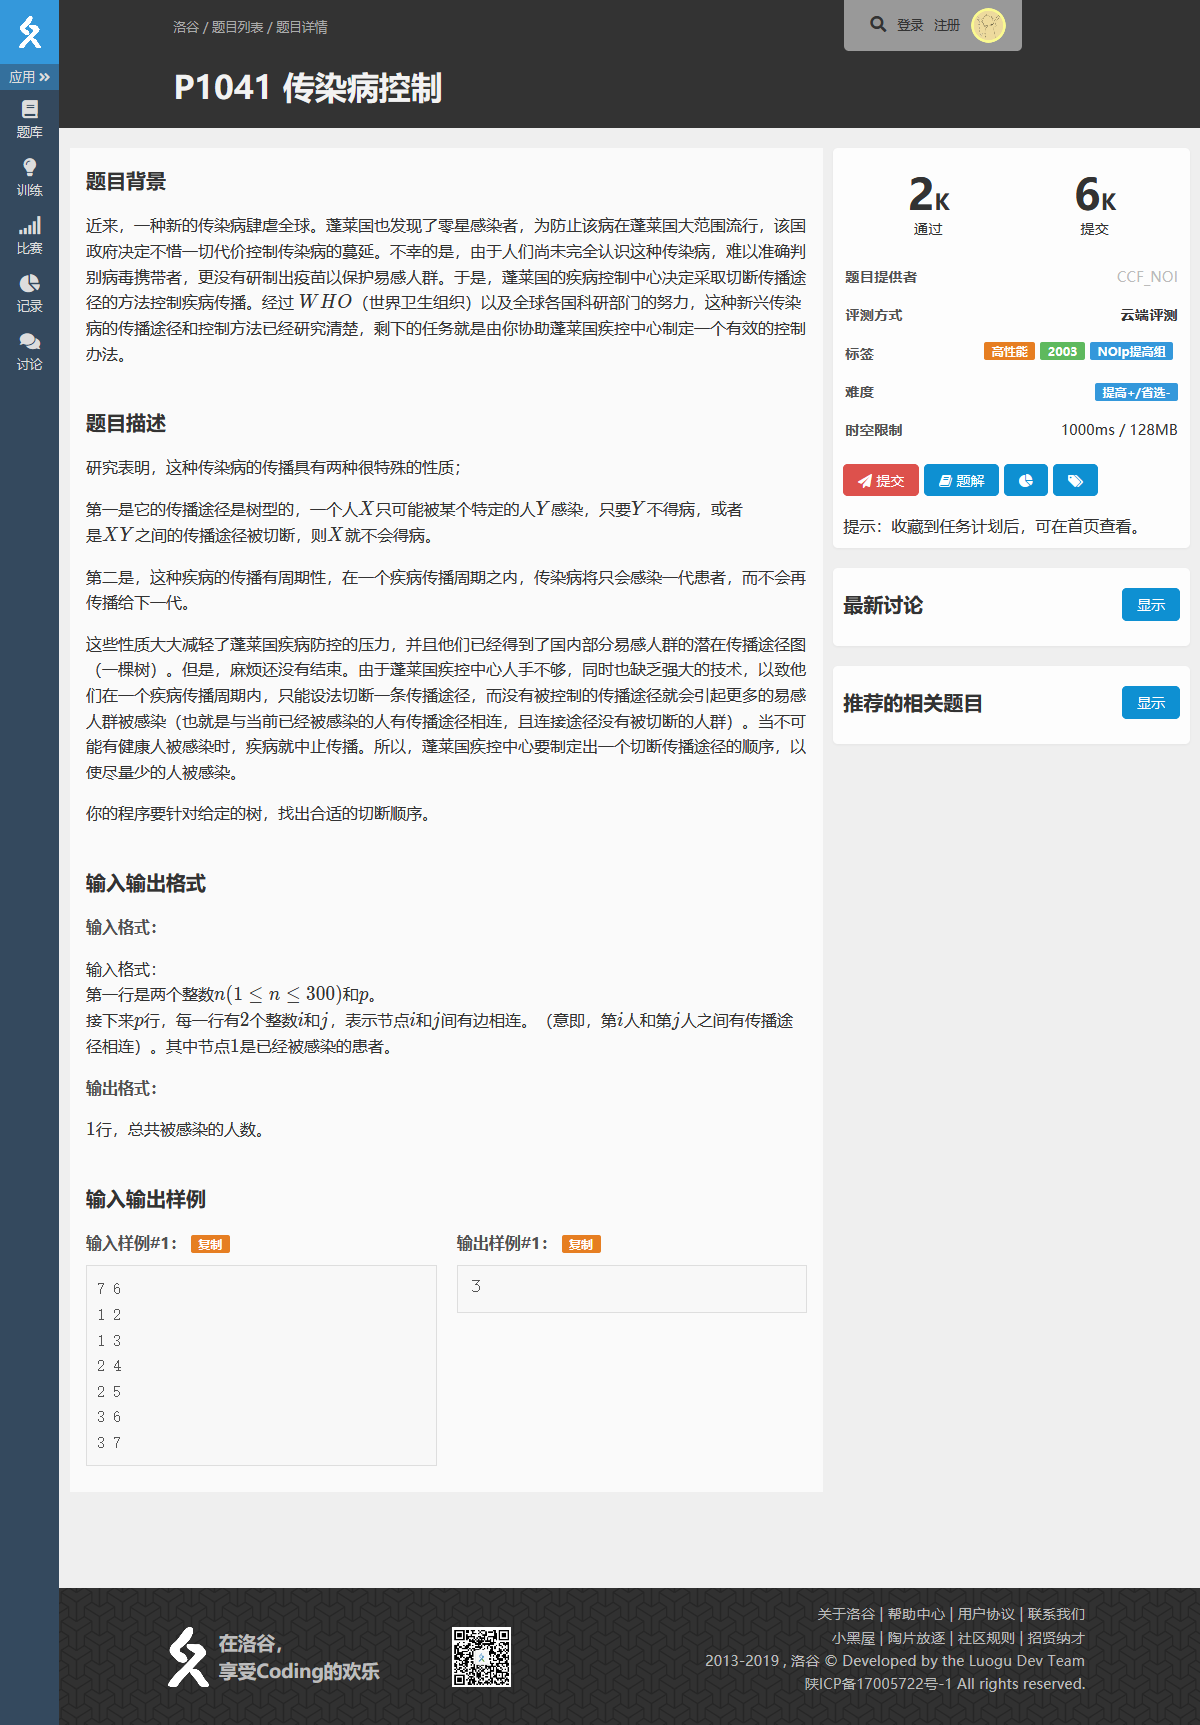 洛谷 / 题目列表 / 题目详情
登录 注册
P1041 传染病控制
应用
题库
训练
比赛
记录
讨论
题目背景
近来，一种新的传染病肆虐全球。蓬莱国也发现了零星感染者，为防止该病在蓬莱国大范围流行，该国
政府决定不惜一切代价控制传染病的蔓延。不幸的是，由于人们尚未完全认识这种传染病，难以准确判
别病毒携带者，更没有研制出疫苗以保护易感人群。于是，蓬莱国的疾病控制中心决定采取切断传播途
径的方法控制疾病传播。经过 WHO（世界卫生组织）以及全球各国科研部门的努力，这种新兴传染
病的传播途径和控制方法已经研究清楚，剩下的任务就是由你协助蓬莱国疾控中心制定一个有效的控制
办法。
题目描述
研究表明，这种传染病的传播具有两种很特殊的性质；
第一是它的传播途径是树型的，一个人X只可能被某个特定的人Y感染，只要Y不得病，或者
是XY之间的传播途径被切断，则X就不会得病。
第二是，这种疾病的传播有周期性，在一个疾病传播周期之内，传染病将只会感染一代患者，而不会再
传播给下一代。
这些性质大大减轻了蓬莱国疾病防控的压力，并且他们已经得到了国内部分易感人群的潜在传播途径图
（一棵树）。但是，麻烦还没有结束。由于蓬莱国疾控中心人手不够，同时也缺乏强大的技术，以致他
们在一个疾病传播周期内，只能设法切断一条传播途径，而没有被控制的传播途径就会引起更多的易感
人群被感染（也就是与当前已经被感染的人有传播途径相连，且连接途径没有被切断的人群）。当不可
能有健康人被感染时，疾病就中止传播。所以，蓬莱国疾控中心要制定出一个切断传播途径的顺序，以
使尽量少的人被感染。
你的程序要针对给定的树，找出合适的切断顺序。
输入输出格式
输入格式：
输入格式：
第一行是两个整数n(1 ≤ n ≤ 300)和p。
接下来p行，每一行有2个整数i和j，表示节点i和j间有边相连。（意即，第i人和第j人之间有传播途
径相连）。其中节点1是已经被感染的患者。
输出格式：
1行，总共被感染的人数。
输入输出样例
输入样例#1： 复制
7 6
1 2
1 3
2 4
2 5
3 6
3 7
输出样例#1： 复制
3
2K
通过
6K
提交
题目提供者 CCF_NOI
评测方式 云端评测
标签 高性能 2003 NOIp提高组
难度 提高+/省选-
时空限制 1000ms / 128MB
提交 题解
提示：收藏到任务计划后，可在首页查看。
最新讨论 显示
推荐的相关题目 显示
在洛谷，
享受Coding的欢乐
关于洛谷 | 帮助中心 | 用户协议 | 联系我们
小黑屋 | 陶片放逐 | 社区规则 | 招贤纳才
2013-2019 , 洛谷 © Developed by the Luogu Dev Team
陕ICP备17005722号-1 All rights reserved.